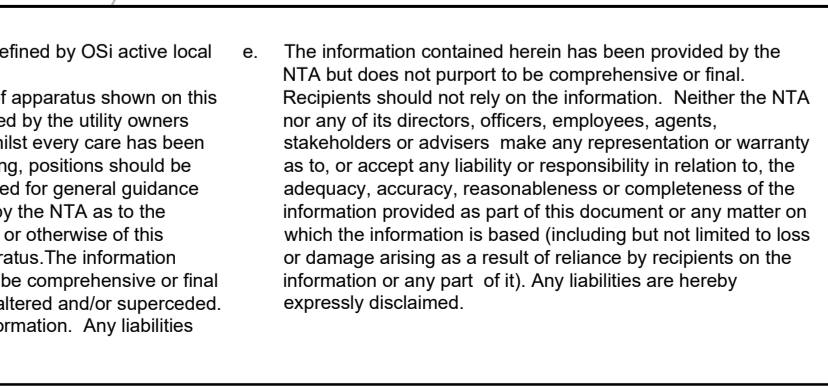 efined by OSi active local
f apparatus shown on this
ed by the utility owners
hilst every care has been
ng, positions should be
ed for general guidance
by the NTA as to the
or otherwise of this
ratus.The information
be comprehensive or final
altered and/or superceded.
ormation.  Any liabilities
e. The information contained herein has been provided by the
NTA but does not purport to be comprehensive or final.
Recipients should not rely on the information.  Neither the NTA
nor any of its directors, officers, employees, agents,
stakeholders or advisers  make any representation or warranty
as to, or accept any liability or responsibility in relation to, the
adequacy, accuracy, reasonableness or completeness of the
information provided as part of this document or any matter on
which the information is based (including but not limited to loss
or damage arising as a result of reliance by recipients on the
information or any part  of it). Any liabilities are hereby
expressly disclaimed.